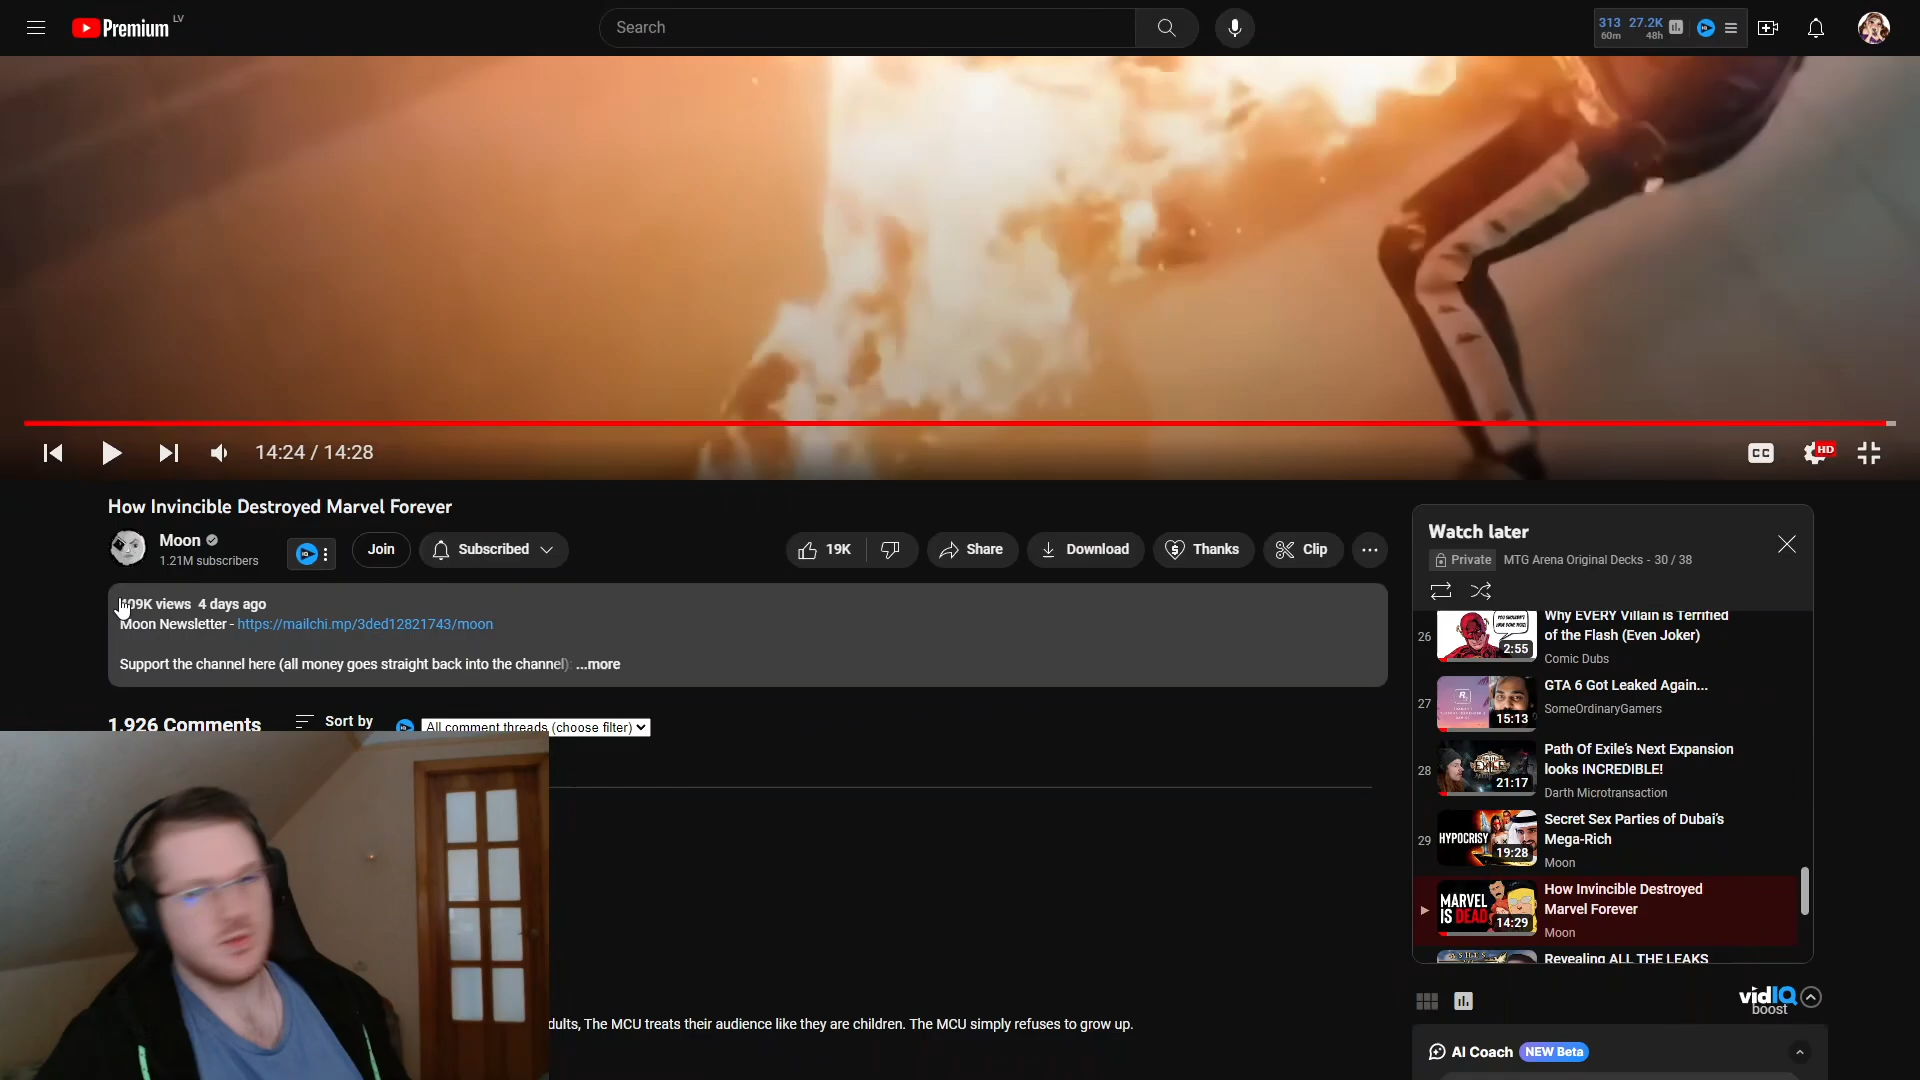 Premium LV
Search
313 27.2K
60m 48h
14:24 / 14:28
CC
HD
How Invincible Destroyed Marvel Forever
Moon
1.21M subscribers
Join
Subscribed
19K
Share
Download
Thanks
Clip
views 4 days ago
Moon Newsletter - https://mailchi.mp/3ded12821743/moon
Support the channel here (all money goes straight back into the channel): ...more
1,926 Comments
Sort by
All comment threads (choose filter)
dults, The MCU treats their audience like they are children. The MCU simply refuses to grow up.
Watch later
Private
MTG Arena Original Decks - 30 / 38
26
2:55
Why EVERY Villain is Terrified
of the Flash (Even Joker)
Comic Dubs
27
15:13
GTA 6 Got Leaked Again...
SomeOrdinaryGamers
28
21:17
Path Of Exile's Next Expansion
looks INCREDIBLE!
Darth Microtransaction
29
HYPOCRISY
19:28
Secret Sex Parties of Dubai's
Mega-Rich
Moon
MARVEL
IS DEAD
14:29
How Invincible Destroyed
Marvel Forever
Moon
Revealing ALL THE LEAKS
vidIQ
boost
AI Coach NEW Beta